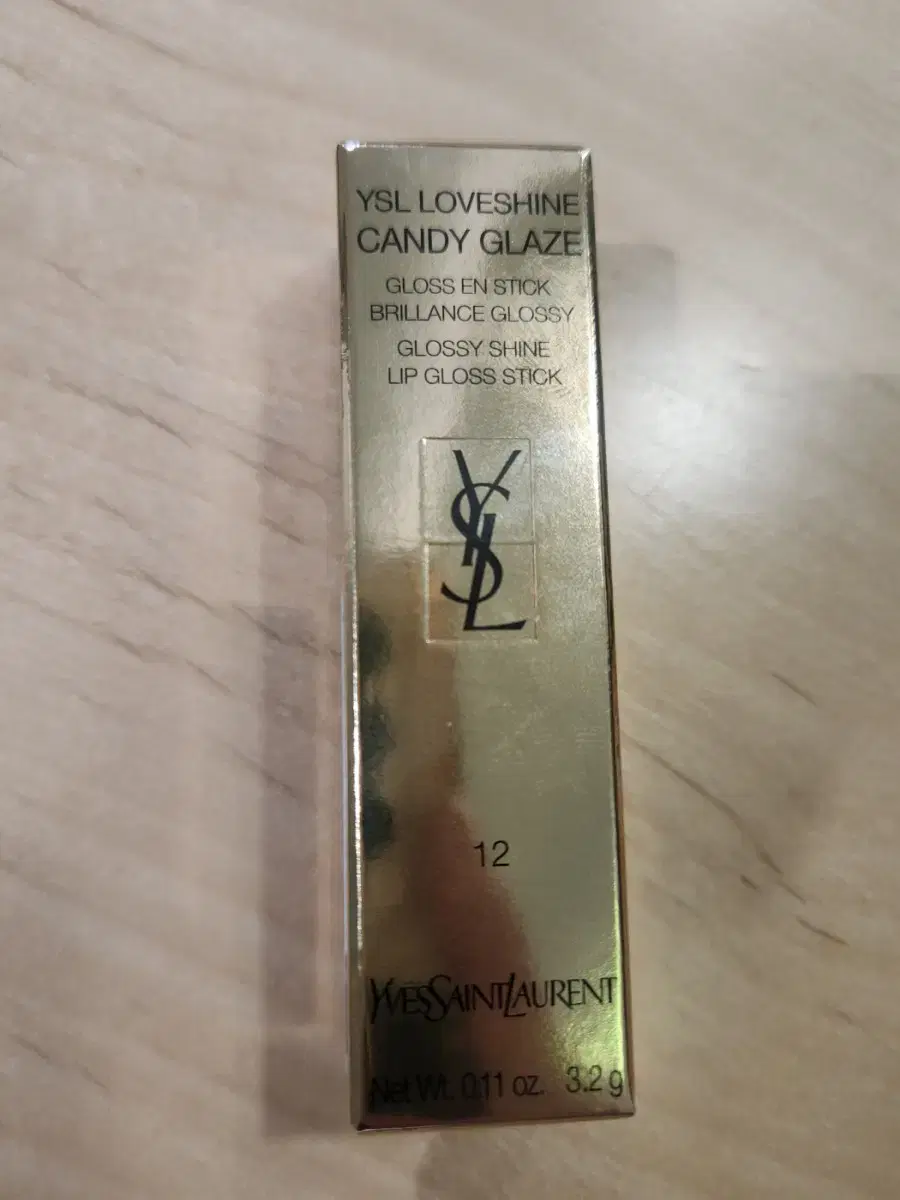 YSL LOVESHINE
CANDY GLAZE
GLOSS EN STICK
BRILLANCE GLOSSY
GLOSSY SHINE
LIP GLOSS STICK
YSL
12
YVESSAINTLAURENT
Net Wt. 0.11 oz. 3.2 g